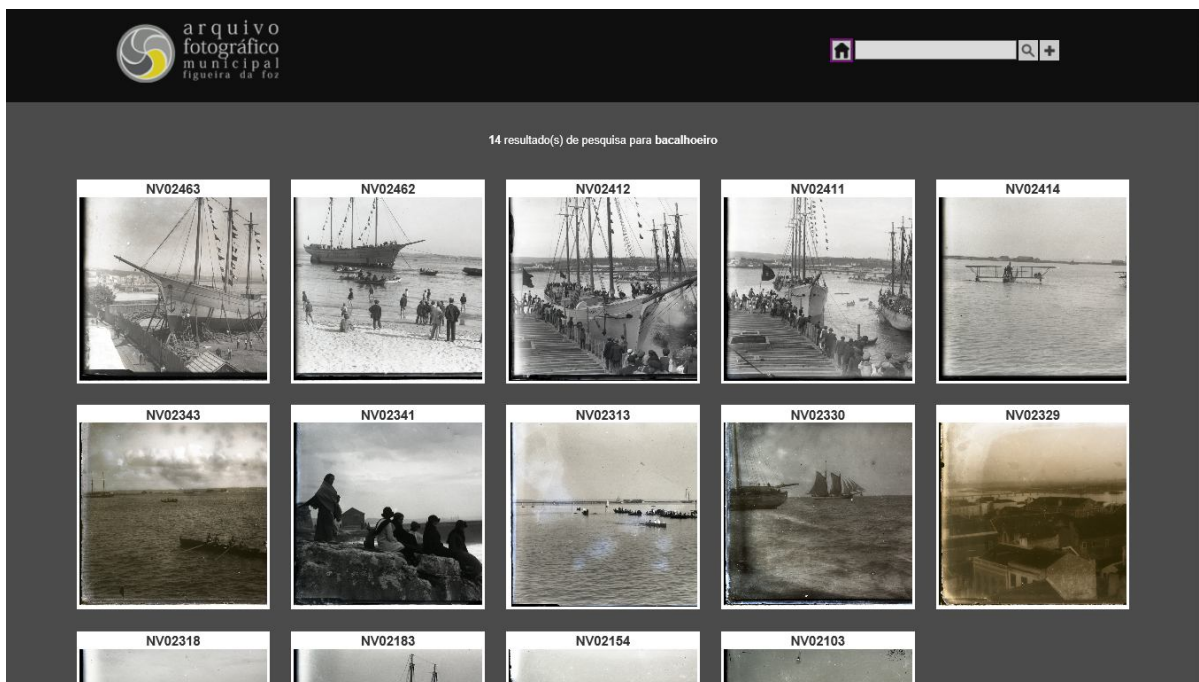 arquivo
fotográfico
municipal
figueira da foz
14 resultado(s) de pesquisa para bacalhoeiro
NV02463 NV02462 NV02412 NV02411 NV02414
NV02343 NV02341 NV02313 NV02330 NV02329
NV02318 NV02183 NV02154 NV02103